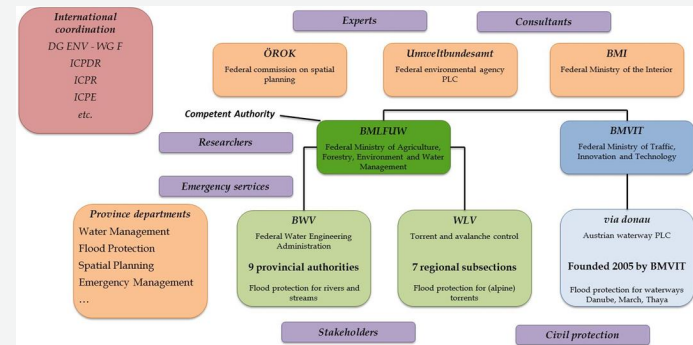 International
coordination
DG ENV - WG F
ICPDR
ICPR
ICPE
etc.
Experts
Consultants
ÖROK
Federal commission on spatial
planning
Umweltbundesamt
Federal environmental agency
PLC
BMI
Federal Ministry of the Interior
Competent Authority
Researchers
BMLFUW
Federal Ministry of Agriculture,
Forestry, Environment and Water
Management
BMVIT
Federal Ministry of Traffic,
Innovation and Technology
Emergency services
Province departments
Water Management
Flood Protection
Spatial Planning
Emergency Management
…
BWV
Federal Water Engineering
Administration
9 provincial authorities
Flood protection for rivers and
streams
WLV
Torrent and avalanche control
7 regional subsections
Flood protection for (alpine)
torrents
via donau
Austrian waterway PLC
Founded 2005 by BMVIT
Flood protection for waterways
Danube, March, Thaya
Stakeholders
Civil protection